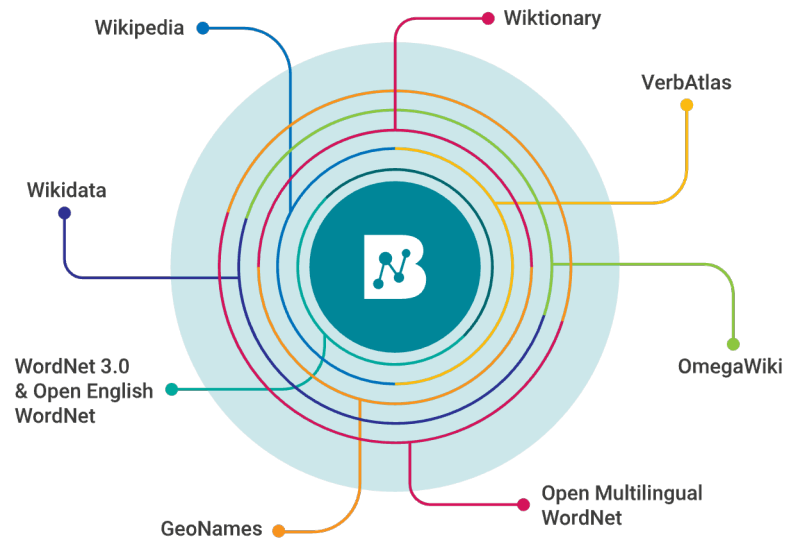 Wikipedia
Wiktionary
VerbAtlas
Wikidata
WordNet 3.0
& Open English
WordNet
OmegaWiki
GeoNames
Open Multilingual
WordNet
B